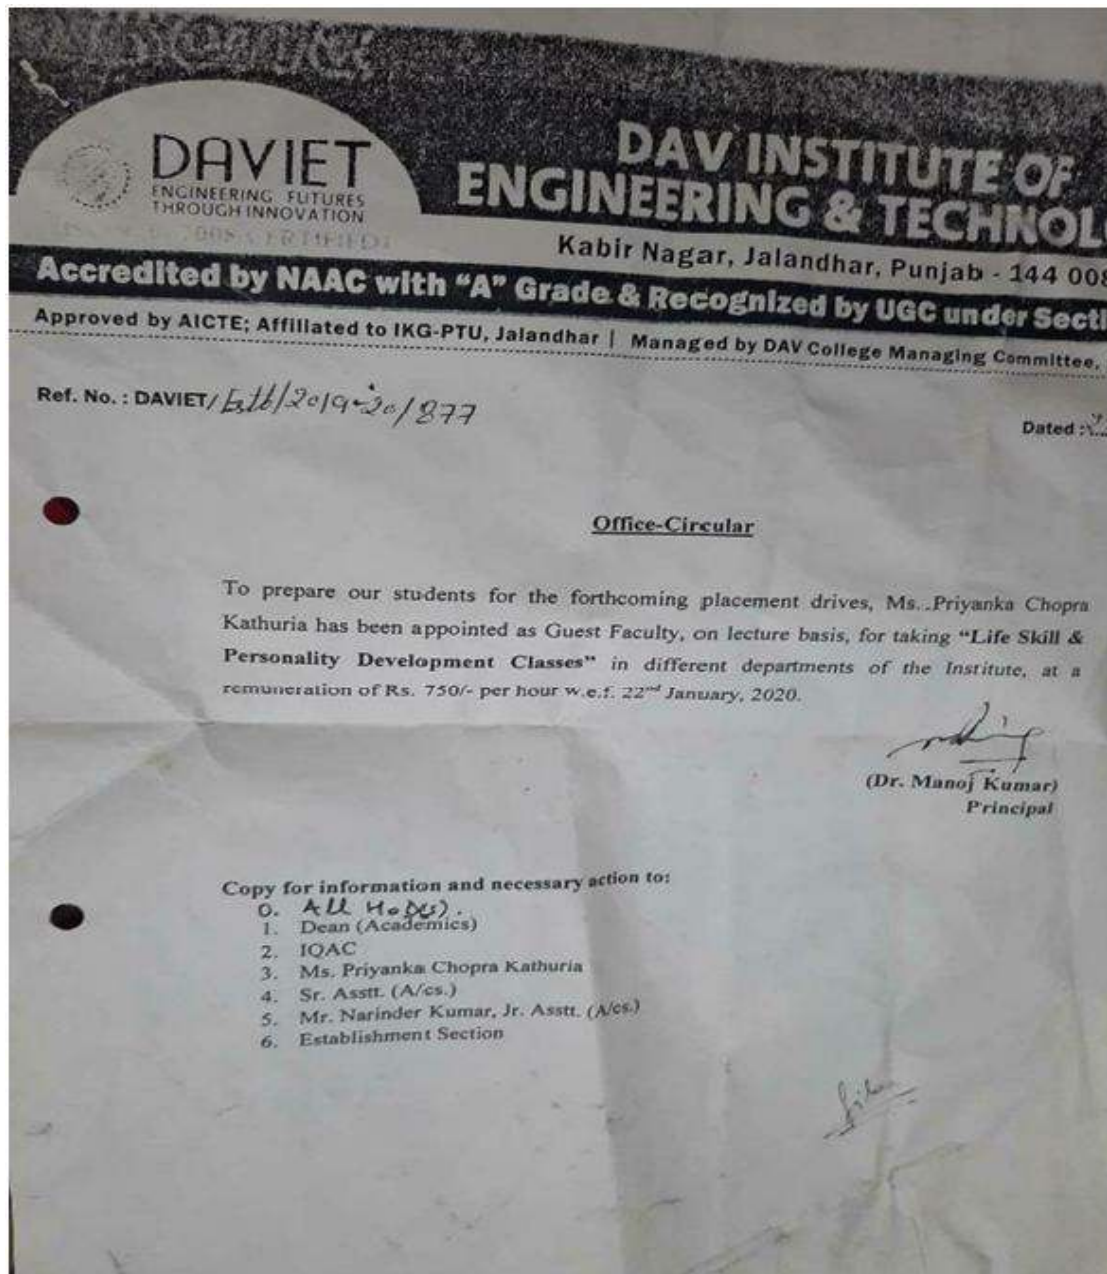 DAVIET
ENGINEERING FUTURES
THROUGH INNOVATION
2008 CERTIFIED
DAV INSTITUTE OF
ENGINEERING & TECHNOL
Kabir Nagar, Jalandhar, Punjab - 144 008
Accredited by NAAC with “A” Grade & Recognized by UGC under Secti
Approved by AICTE; Affiliated to IKG-PTU, Jalandhar | Managed by DAV College Managing Committee,
Ref. No. : DAVIET/Estb/2019-20/877
Dated :
Office-Circular
To prepare our students for the forthcoming placement drives, Ms. Priyanka Chopra
Kathuria has been appointed as Guest Faculty, on lecture basis, for taking “Life Skill &
Personality Development Classes” in different departments of the Institute, at a
remuneration of Rs. 750/- per hour w.e.f. 22nd January, 2020.
(Dr. Manoj Kumar)
Principal
Copy for information and necessary action to:
0. All HoD(s).
1. Dean (Academics)
2. IQAC
3. Ms. Priyanka Chopra Kathuria
4. Sr. Asstt. (A/cs.)
5. Mr. Narinder Kumar, Jr. Asstt. (A/cs.)
6. Establishment Section